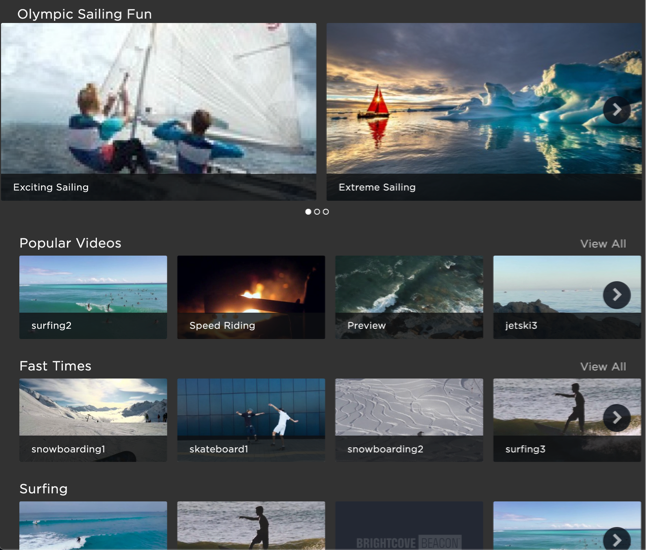 Olympic Sailing Fun
Exciting Sailing
Extreme Sailing
Popular Videos
View All
surfing2
Speed Riding
Preview
jetski3
Fast Times
View All
snowboarding1
skateboard1
snowboarding2
surfing3
Surfing
BRIGHTCOVE BEACON